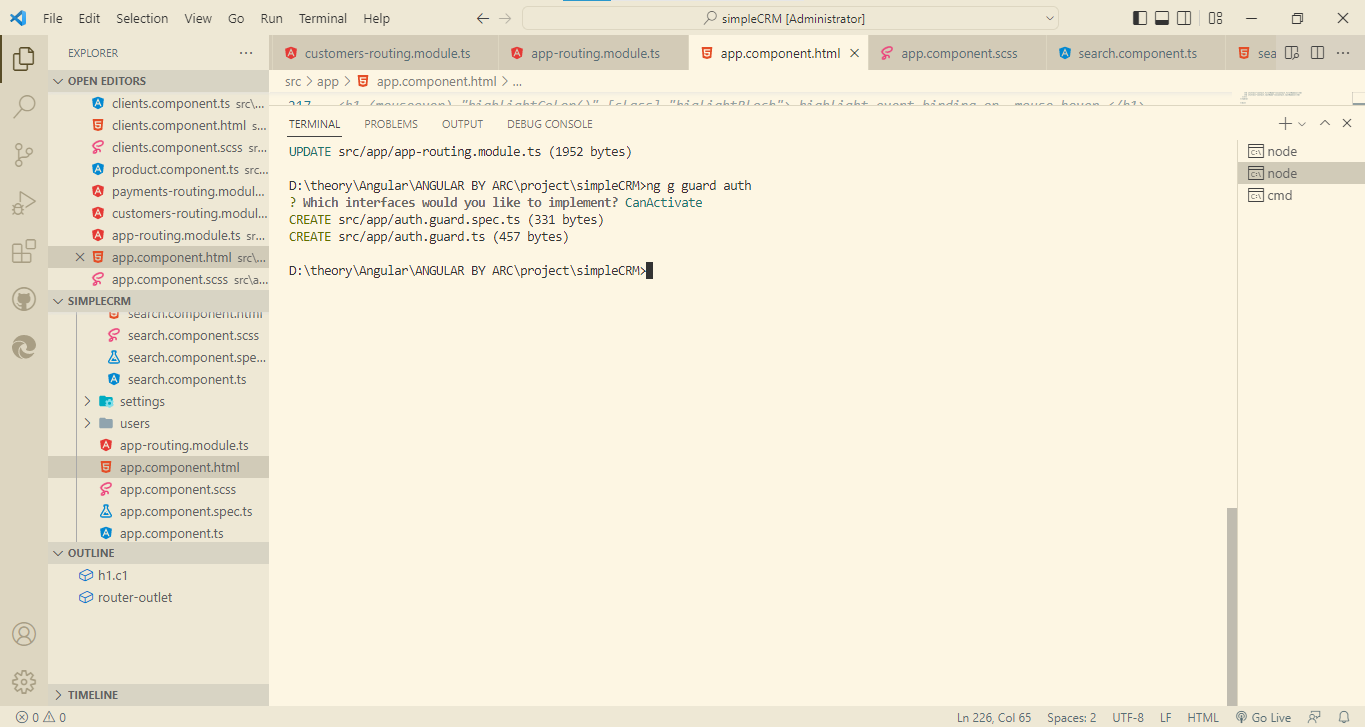 File Edit Selection View Go Run Terminal Help
simpleCRM [Administrator]
EXPLORER
customers-routing.module.ts
app-routing.module.ts
app.component.html
app.component.scss
search.component.ts
sea
OPEN EDITORS
src > app > app.component.html > ...
clients.component.ts src\...
clients.component.html s...
clients.component.scss sr...
product.component.ts sr...
payments-routing.modul...
customers-routing.modul...
app-routing.module.ts sr...
app.component.html src\...
app.component.scss src\a...
SIMPLECRM
search.component.html
search.component.scss
search.component.spe...
search.component.ts
settings
users
app-routing.module.ts
app.component.html
app.component.scss
app.component.spec.ts
app.component.ts
OUTLINE
h1.c1
router-outlet
TIMELINE
TERMINAL PROBLEMS OUTPUT DEBUG CONSOLE
UPDATE src/app/app-routing.module.ts (1952 bytes)
D:\theory\Angular\ANGULAR BY ARC\project\simpleCRM>ng g guard auth
? Which interfaces would you like to implement? CanActivate
CREATE src/app/auth.guard.spec.ts (331 bytes)
CREATE src/app/auth.guard.ts (457 bytes)
D:\theory\Angular\ANGULAR BY ARC\project\simpleCRM>
node
node
cmd
0 0
Ln 226, Col 65 Spaces: 2 UTF-8 LF HTML Go Live